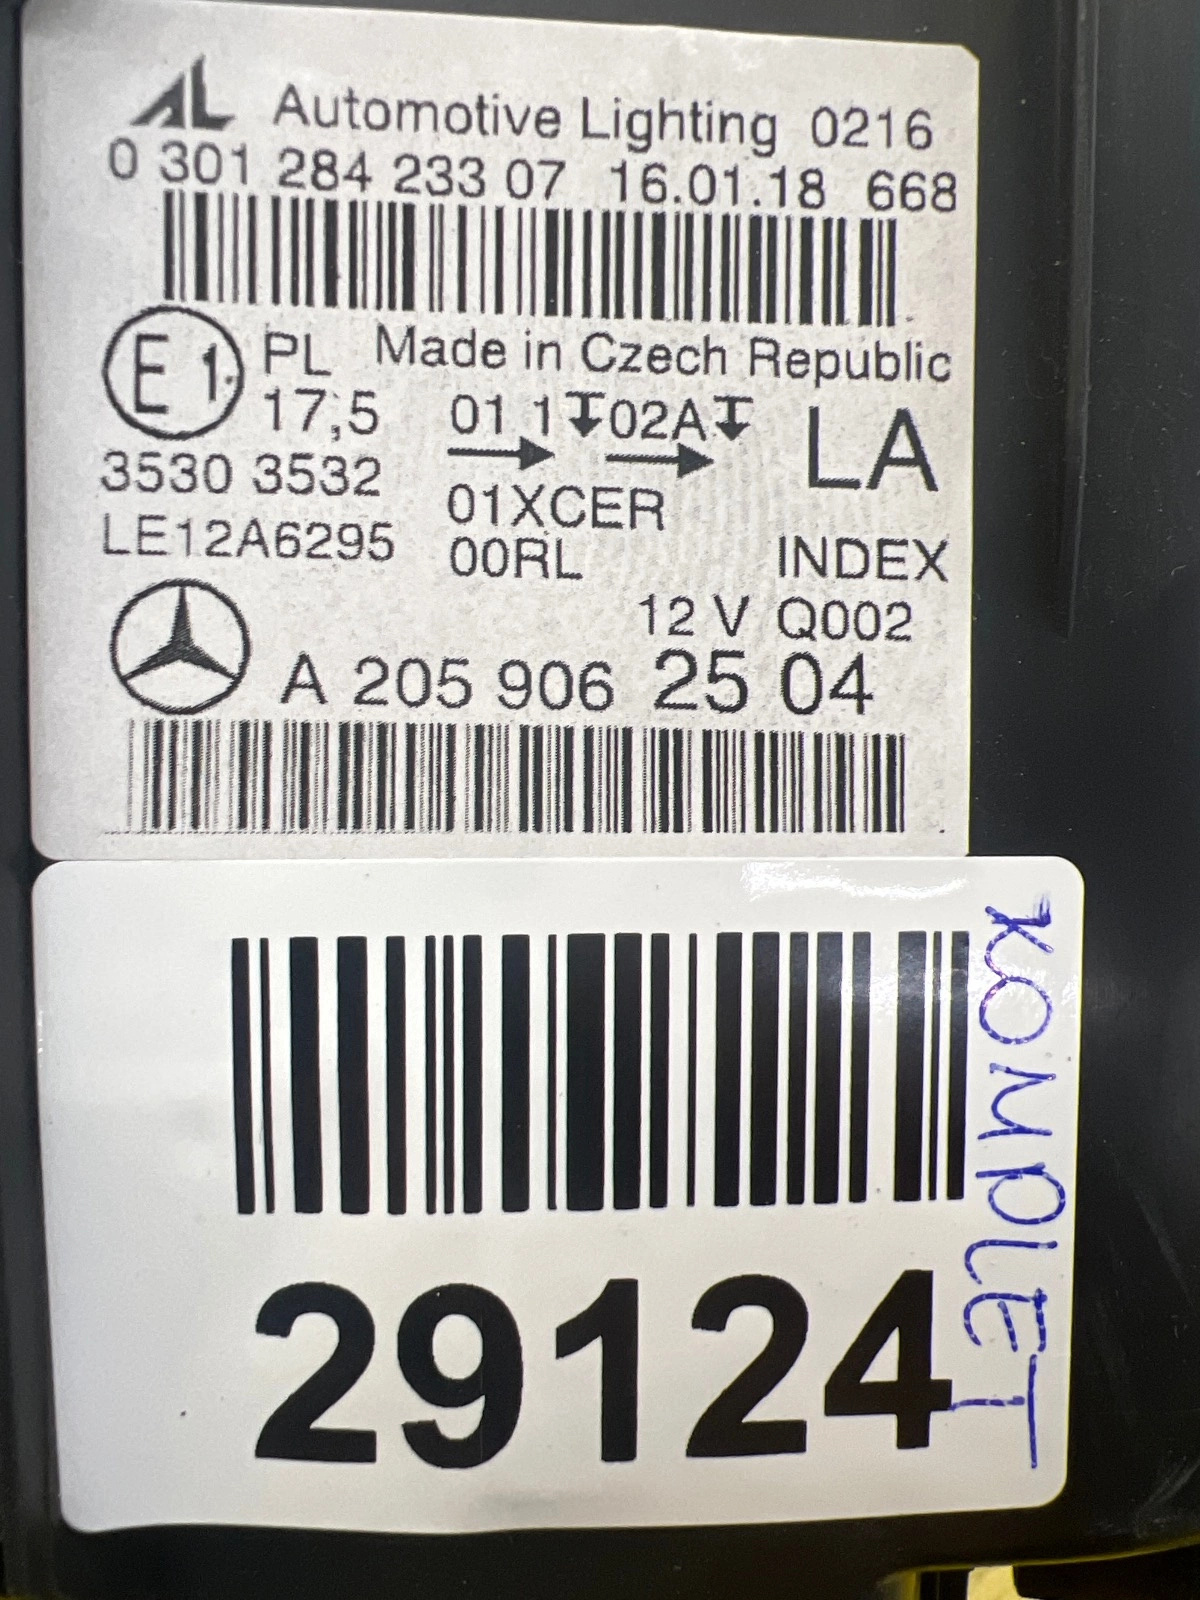 AL Automotive Lighting 0216
0 301 284 233 07 16.01.18 668
E1 PL Made in Czech Republic
17,5 01 1 02A LA
3530 3532
01XCER
LE12A6295 00RL INDEX
12 V Q002
A 205 906 25 04
29124
KOMPLET